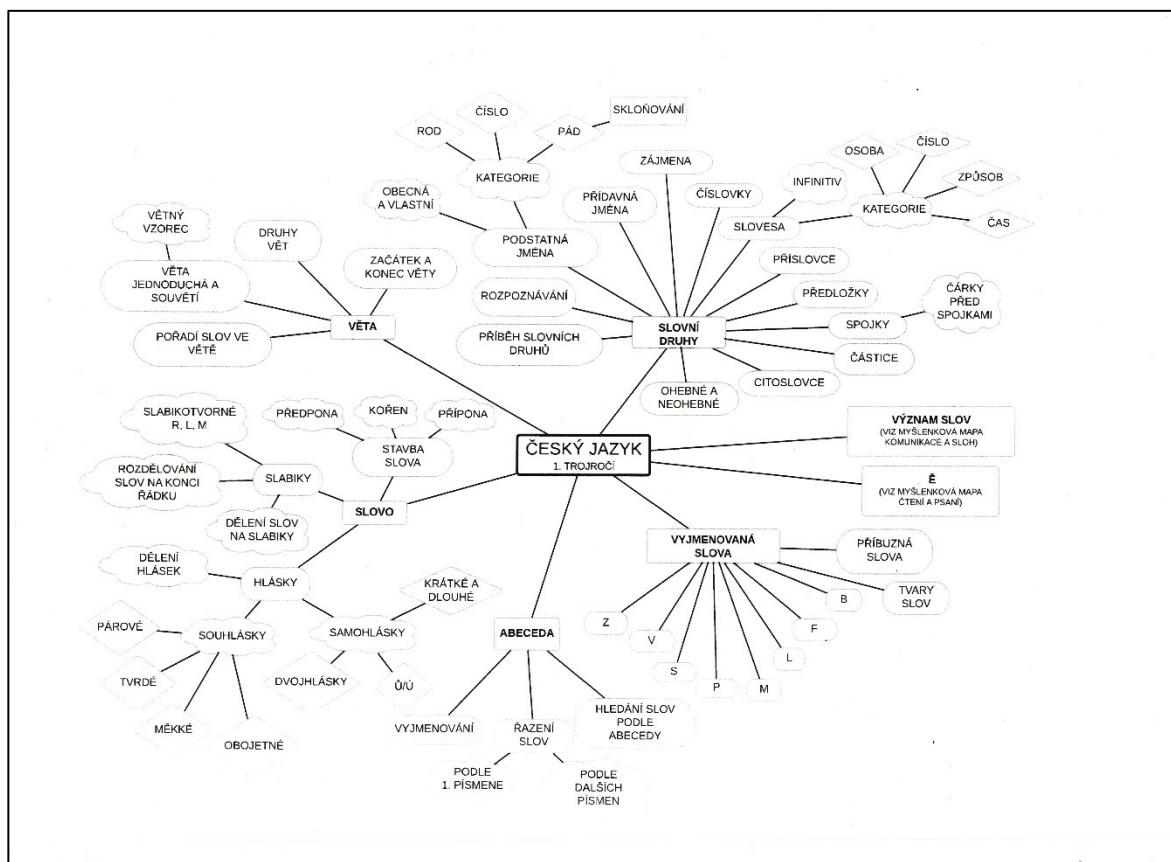 ČÍSLO
SKLOŇOVÁNÍ
ROD
PÁD
KATEGORIE
OBECNÁ
A VLASTNÍ
PODSTATNÁ
JMÉNA
PŘÍDAVNÁ
JMÉNA
ZÁJMENA
ČÍSLOVKY
INFINITIV
SLOVESA
OSOBA
ČÍSLO
ZPŮSOB
KATEGORIE
ČAS
VĚTNÝ
VZOREC
DRUHY
VĚT
ZAČÁTEK A
KONEC VĚTY
VĚTA
JEDNODUCHÁ A
SOUVĚTÍ
VĚTA
POŘADÍ SLOV VE
VĚTĚ
ROZPOZNÁVÁNÍ
PŘÍBĚH SLOVNÍCH
DRUHŮ
SLOVNÍ
DRUHY
PŘÍSLOVCE
PŘEDLOŽKY
SPOJKY
ČÁRKY
PŘED
SPOJKAMI
ČÁSTICE
CITOSLOVCE
OHEBNÉ A
NEOHEBNÉ
ČESKÝ JAZYK
1. TROJROČÍ
VÝZNAM SLOV
(VIZ MYŠLENKOVÁ MAPA
KOMUNIKACE A SLOH)
Ě
(VIZ MYŠLENKOVÁ MAPA
ČTENÍ A PSANÍ)
SLABIKOTVORNÉ
R, L, M
PŘEDPONA
KOŘEN
PŘÍPONA
STAVBA
SLOVA
ROZDĚLOVÁNÍ
SLOV NA KONCI
ŘÁDKU
SLABIKY
SLOVO
DĚLENÍ SLOV
NA SLABIKY
DĚLENÍ
HLÁSEK
HLÁSKY
PÁROVÉ
SOUHLÁSKY
TVRDÉ
MĚKKÉ
OBOJETNÉ
SAMOHLÁSKY
KRÁTKÉ A
DLOUHÉ
DVOJHLÁSKY
Ů/Ú
ABECEDA
VYJMENOVÁNÍ
ŘAZENÍ
SLOV
HLEDÁNÍ SLOV
PODLE
ABECEDY
PODLE
1. PÍSMENE
PODLE
DALŠÍCH
PÍSMEN
VYJMENOVANÁ
SLOVA
PŘÍBUZNÁ
SLOVA
TVARY
SLOV
B
F
L
M
P
S
V
Z